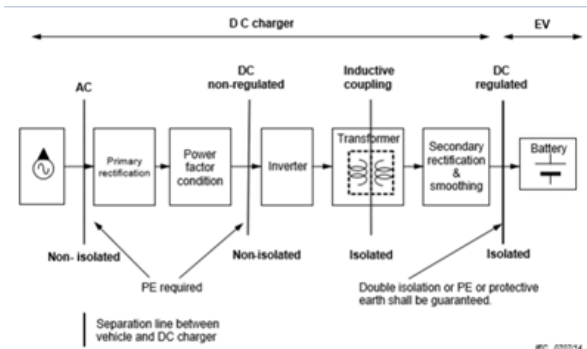 D C charger
EV
AC
DC
non-regulated
Inductive
coupling
DC
regulated
Primary
rectification
Power
factor
condition
Inverter
Transformer
Secondary
rectification
&
smoothing
Battery
Non- isolated
Non-isolated
Isolated
Isolated
PE required
Double isolation or PE or protective
earth shall be guaranteed.
Separation line between
vehicle and DC charger
IEC